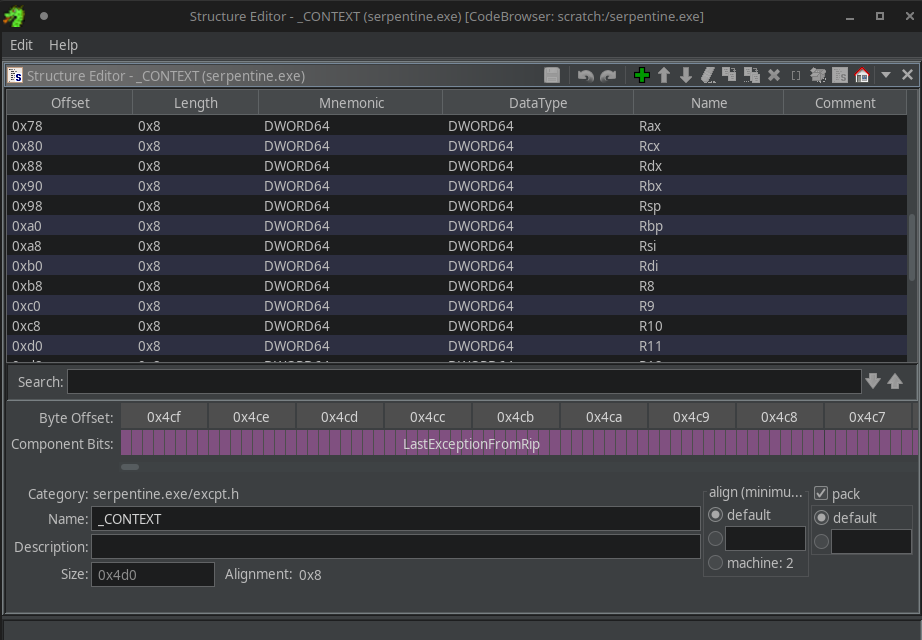 Structure Editor - _CONTEXT (serpentine.exe) [CodeBrowser: scratch:/serpentine.exe]
Edit Help
Structure Editor - _CONTEXT (serpentine.exe)
Offset Length Mnemonic DataType Name Comment
0x78 0x8 DWORD64 DWORD64 Rax
0x80 0x8 DWORD64 DWORD64 Rcx
0x88 0x8 DWORD64 DWORD64 Rdx
0x90 0x8 DWORD64 DWORD64 Rbx
0x98 0x8 DWORD64 DWORD64 Rsp
0xa0 0x8 DWORD64 DWORD64 Rbp
0xa8 0x8 DWORD64 DWORD64 Rsi
0xb0 0x8 DWORD64 DWORD64 Rdi
0xb8 0x8 DWORD64 DWORD64 R8
0xc0 0x8 DWORD64 DWORD64 R9
0xc8 0x8 DWORD64 DWORD64 R10
0xd0 0x8 DWORD64 DWORD64 R11
Search:
Byte Offset: 0x4cf 0x4ce 0x4cd 0x4cc 0x4cb 0x4ca 0x4c9 0x4c8 0x4c7
Component Bits: LastExceptionFromRip
Category: serpentine.exe/excpt.h
Name: _CONTEXT
Description:
Size: 0x4d0 Alignment: 0x8
align (minimu... pack
default default
machine: 2